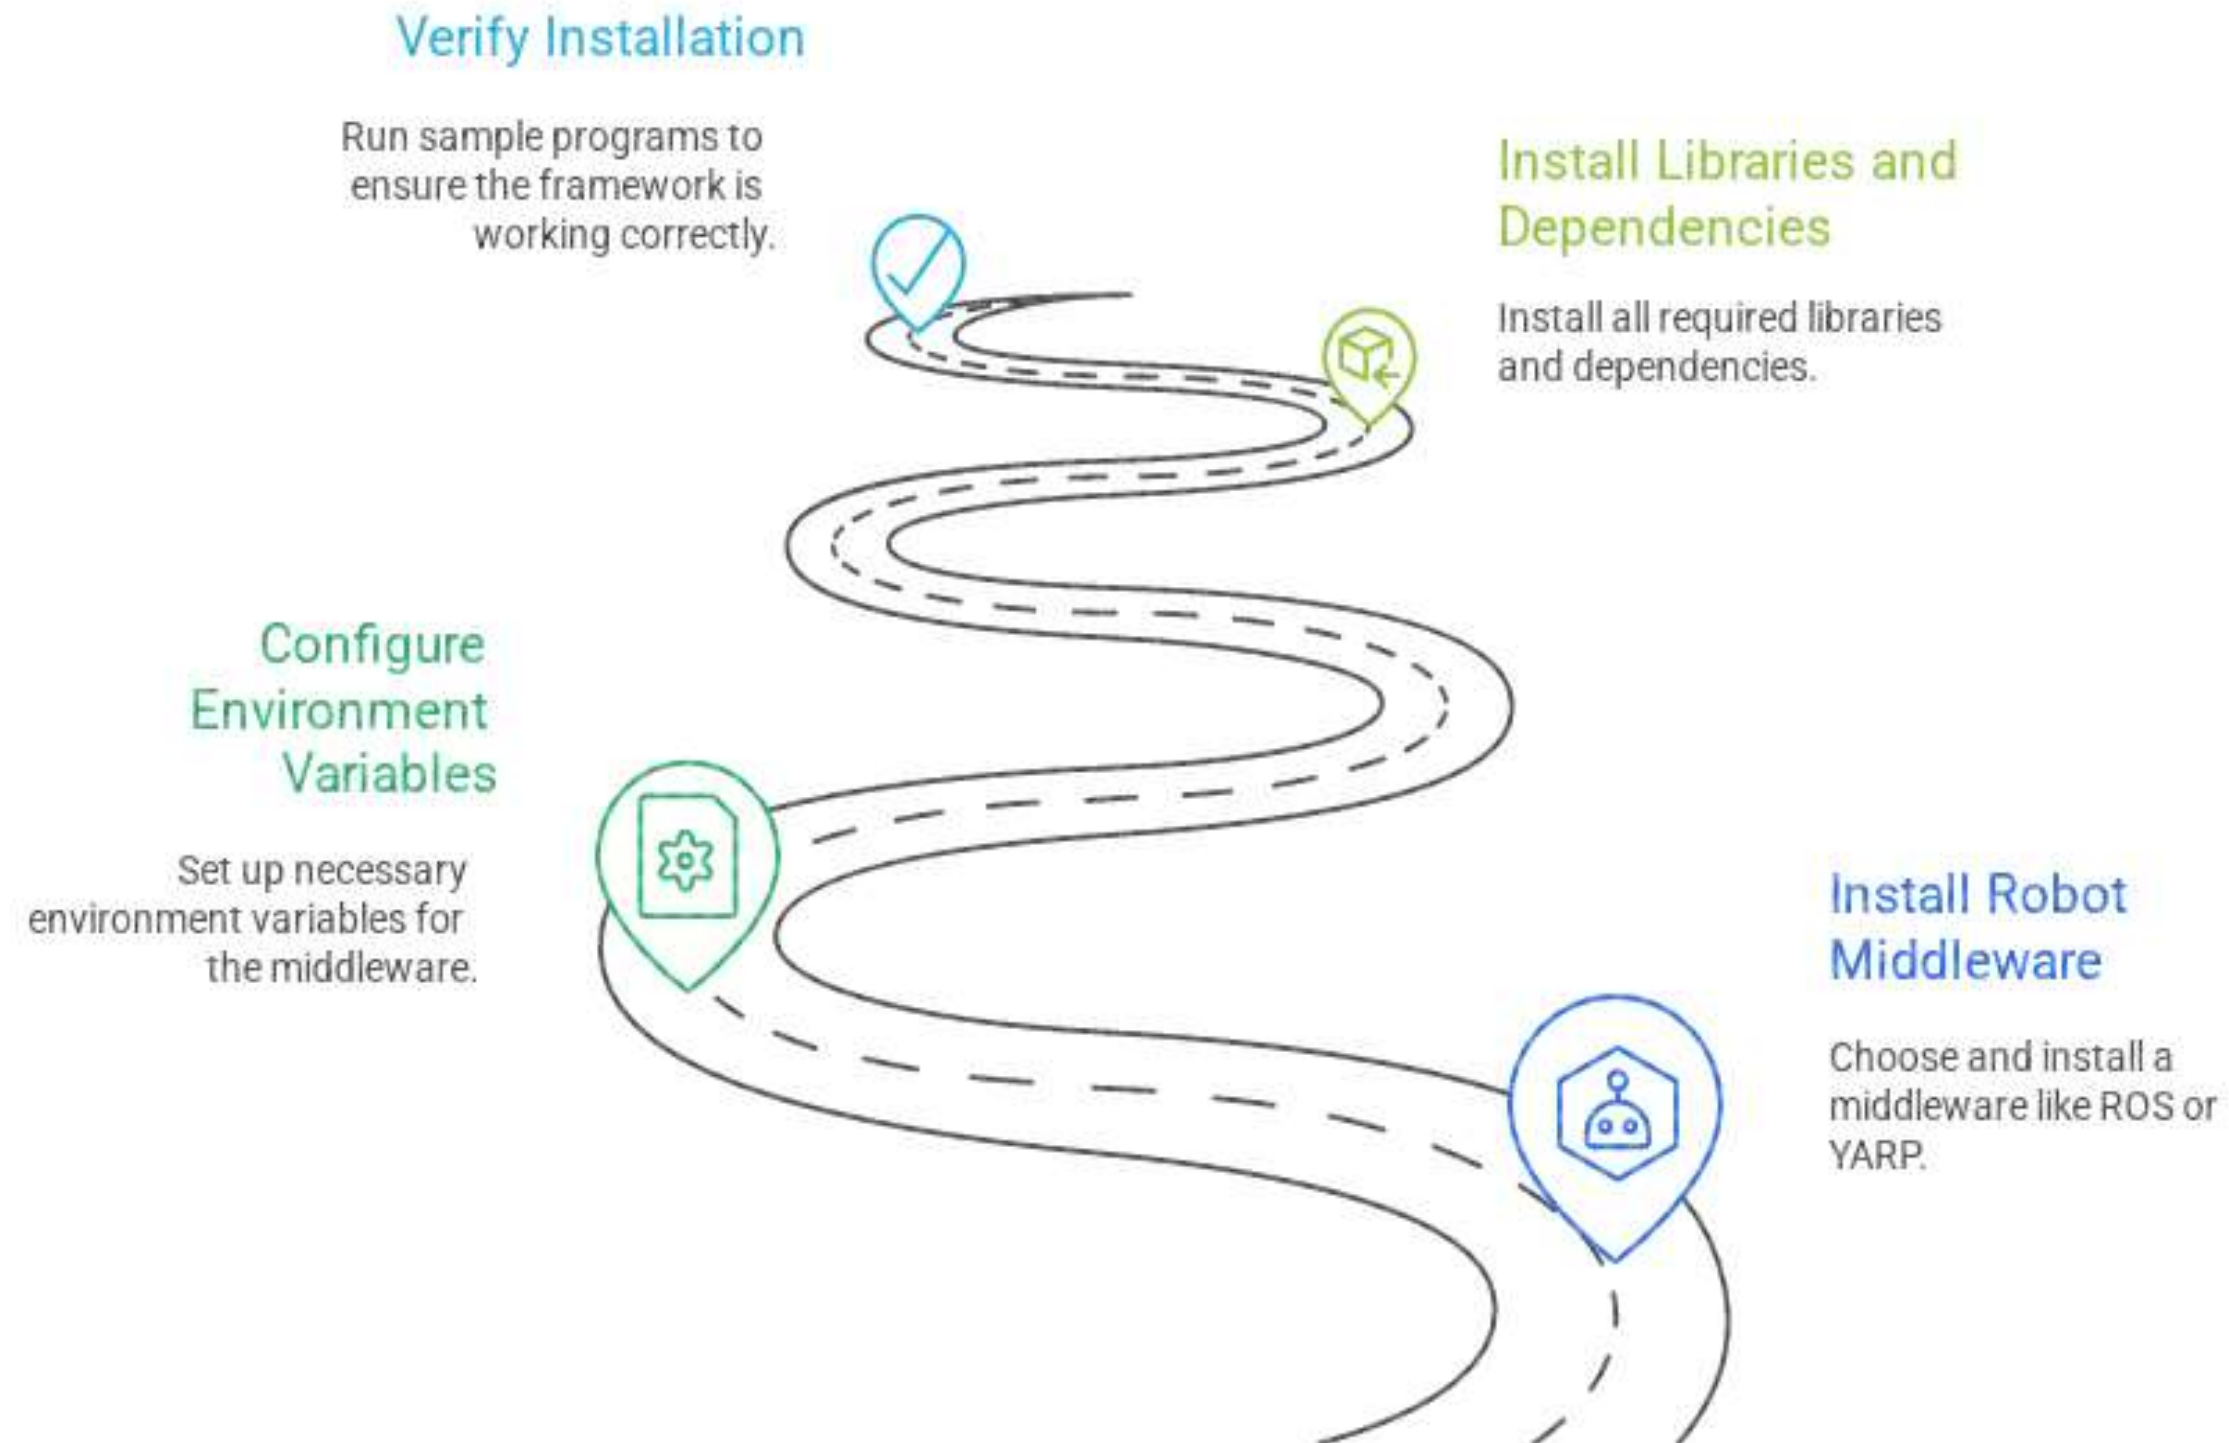 Verify Installation
Run sample programs to
ensure the framework is
working correctly.
Install Libraries and
Dependencies
Install all required libraries
and dependencies.
Configure
Environment
Variables
Set up necessary
environment variables for
the middleware.
Install Robot
Middleware
Choose and install a
middleware like ROS or
YARP.